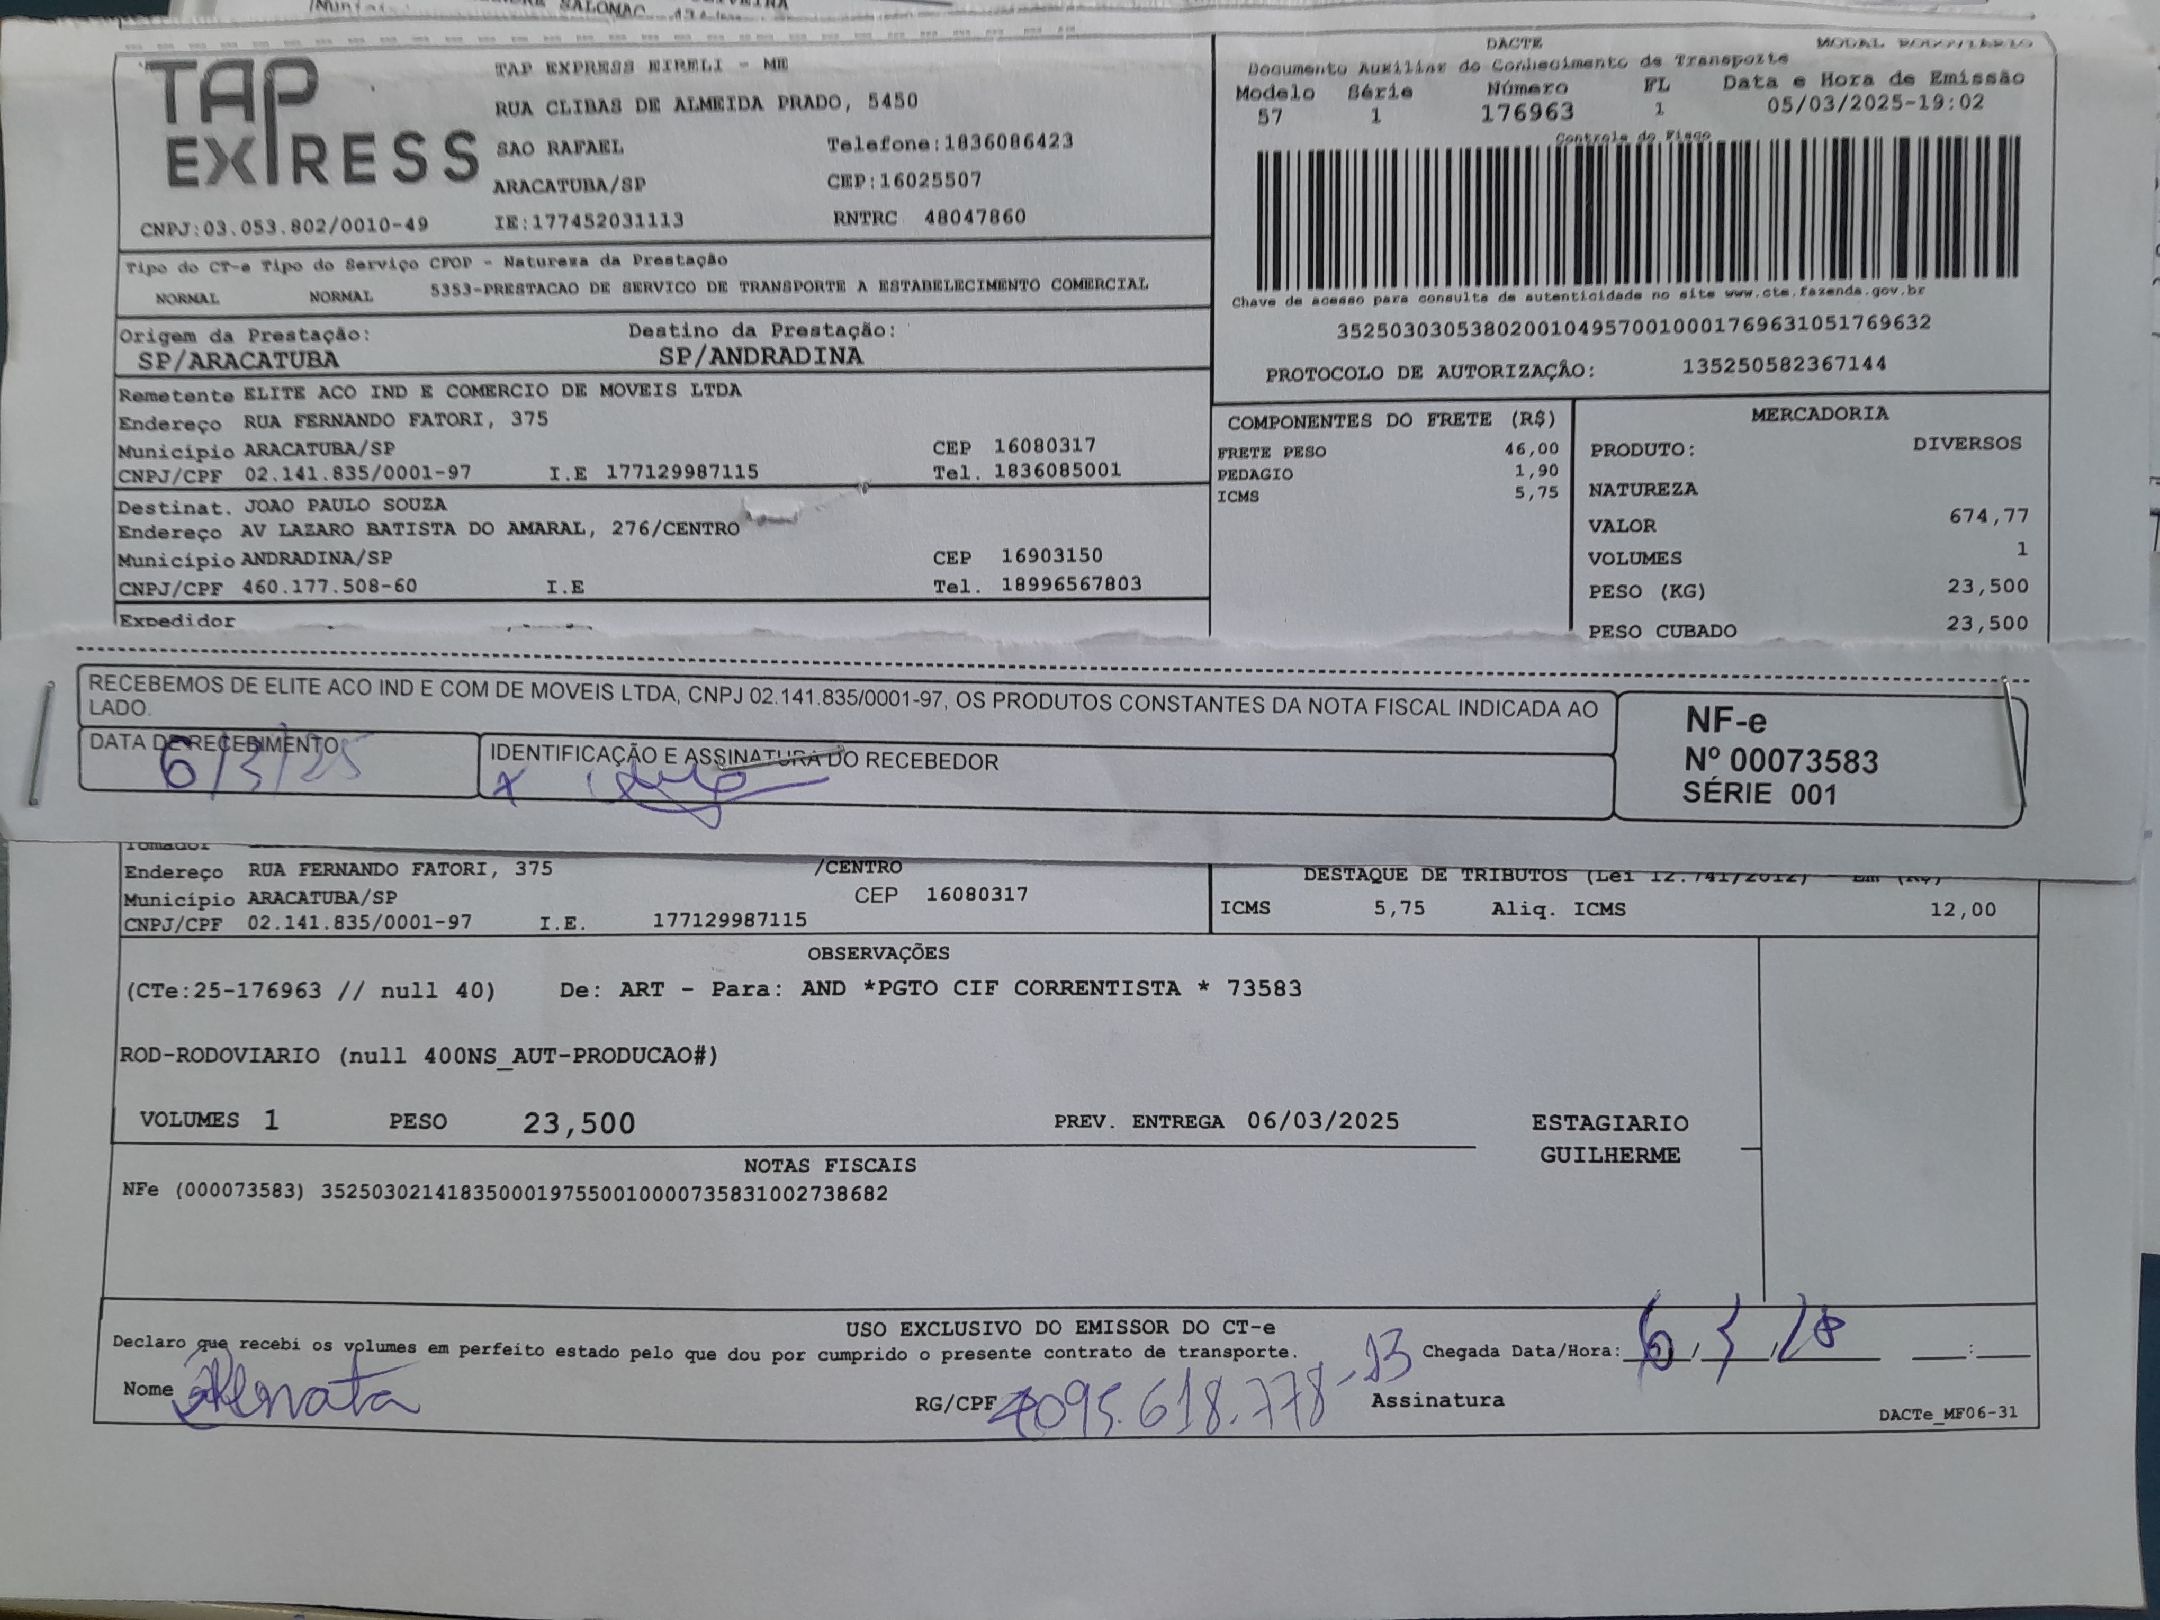 SALOMAO
TAP EXPRESS
TAP EXPRESS EIRELI - ME
RUA CLIBAS DE ALMEIDA PRADO, 5450
SAO RAFAEL Telefone:1836086423
ARACATUBA/SP CEP:16025507
CNPJ:03.053.802/0010-49 IE:177452031113 RNTRC 48047860
DACTE MODAL RODOVIARIO
Documento Auxiliar do Conhecimento de Transporte
Modelo Série Número FL Data e Hora de Emissão
57 1 176963 1 05/03/2025-19:02
Controle do Fisco
Chave de acesso para consulta de autenticidade no site www.cte.fazenda.gov.br
35250303053802001049570010001769631051769632
PROTOCOLO DE AUTORIZAÇÃO: 135250582367144
Tipo do CT-e Tipo do Serviço CFOP - Natureza da Prestação
NORMAL NORMAL 5353-PRESTACAO DE SERVICO DE TRANSPORTE A ESTABELECIMENTO COMERCIAL
Origem da Prestação: Destino da Prestação:
SP/ARACATUBA SP/ANDRADINA
Remetente ELITE ACO IND E COMERCIO DE MOVEIS LTDA
Endereço RUA FERNANDO FATORI, 375
Município ARACATUBA/SP CEP 16080317
CNPJ/CPF 02.141.835/0001-97 I.E 177129987115 Tel. 1836085001
Destinat. JOAO PAULO SOUZA
Endereço AV LAZARO BATISTA DO AMARAL, 276/CENTRO
Município ANDRADINA/SP CEP 16903150
CNPJ/CPF 460.177.508-60 I.E Tel. 18996567803
Expedidor
COMPONENTES DO FRETE (R$)
FRETE PESO 46,00
PEDAGIO 1,90
ICMS 5,75
MERCADORIA
PRODUTO: DIVERSOS
NATUREZA
VALOR 674,77
VOLUMES 1
PESO (KG) 23,500
PESO CUBADO 23,500
RECEBEMOS DE ELITE ACO IND E COM DE MOVEIS LTDA, CNPJ 02.141.835/0001-97, OS PRODUTOS CONSTANTES DA NOTA FISCAL INDICADA AO
LADO.
DATA DE RECEBIMENTO
6/3/25
IDENTIFICAÇÃO E ASSINATURA DO RECEBEDOR
x
NF-e
Nº 00073583
SÉRIE 001
Tomador
Endereço RUA FERNANDO FATORI, 375 /CENTRO
Município ARACATUBA/SP CEP 16080317
CNPJ/CPF 02.141.835/0001-97 I.E. 177129987115
DESTAQUE DE TRIBUTOS (Lei 12.741/2012) - Em (R$)
ICMS 5,75 Aliq. ICMS 12,00
OBSERVAÇÕES
(CTe:25-176963 // null 40) De: ART - Para: AND *PGTO CIF CORRENTISTA * 73583
ROD-RODOVIARIO (null 400NS_AUT-PRODUCAO#)
VOLUMES 1 PESO 23,500 PREV. ENTREGA 06/03/2025 ESTAGIARIO
GUILHERME
NOTAS FISCAIS
NFe (000073583) 35250302141835000197550010000735831002738682
USO EXCLUSIVO DO EMISSOR DO CT-e
Declaro que recebi os volumes em perfeito estado pelo que dou por cumprido o presente contrato de transporte. Chegada Data/Hora: 6/3/ :
Nome Renata RG/CPF 095.618.778-13 Assinatura
DACTe_MF06-31